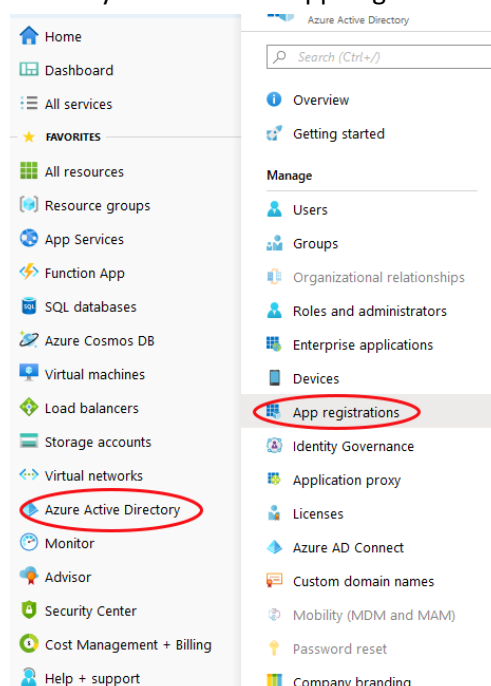 Azure Active Directory
Home
Dashboard
All services
FAVORITES
All resources
Resource groups
App Services
Function App
SQL databases
Azure Cosmos DB
Virtual machines
Load balancers
Storage accounts
Virtual networks
Azure Active Directory
Monitor
Advisor
Security Center
Cost Management + Billing
Help + support
Search (Ctrl+/)
Overview
Getting started
Manage
Users
Groups
Organizational relationships
Roles and administrators
Enterprise applications
Devices
App registrations
Identity Governance
Application proxy
Licenses
Azure AD Connect
Custom domain names
Mobility (MDM and MAM)
Password reset
Company branding